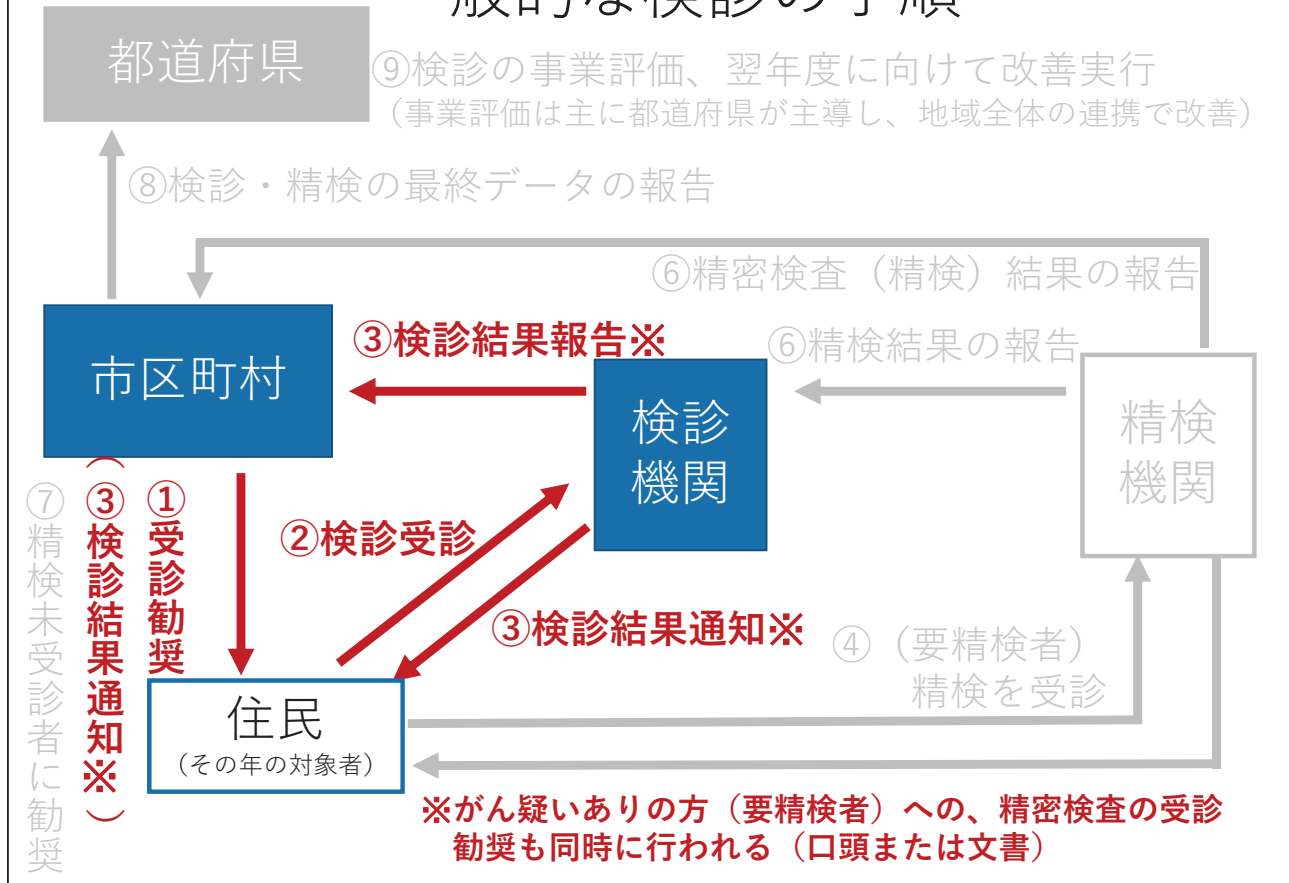 般的な検診の手順
都道府県
⑨検診の事業評価、翌年度に向けて改善実行
（事業評価は主に都道府県が主導し、地域全体の連携で改善）
⑧検診・精検の最終データの報告
⑥精密検査（精検）結果の報告
③検診結果報告※
⑥精検結果の報告
市区町村
検診
機関
精検
機関
⑦精検未受診者に勧奨
（③検診結果通知※）
①受診勧奨
②検診受診
③検診結果通知※
④（要精検者）
精検を受診
住民
（その年の対象者）
※がん疑いありの方（要精検者）への、精密検査の受診
勧奨も同時に行われる（口頭または文書）